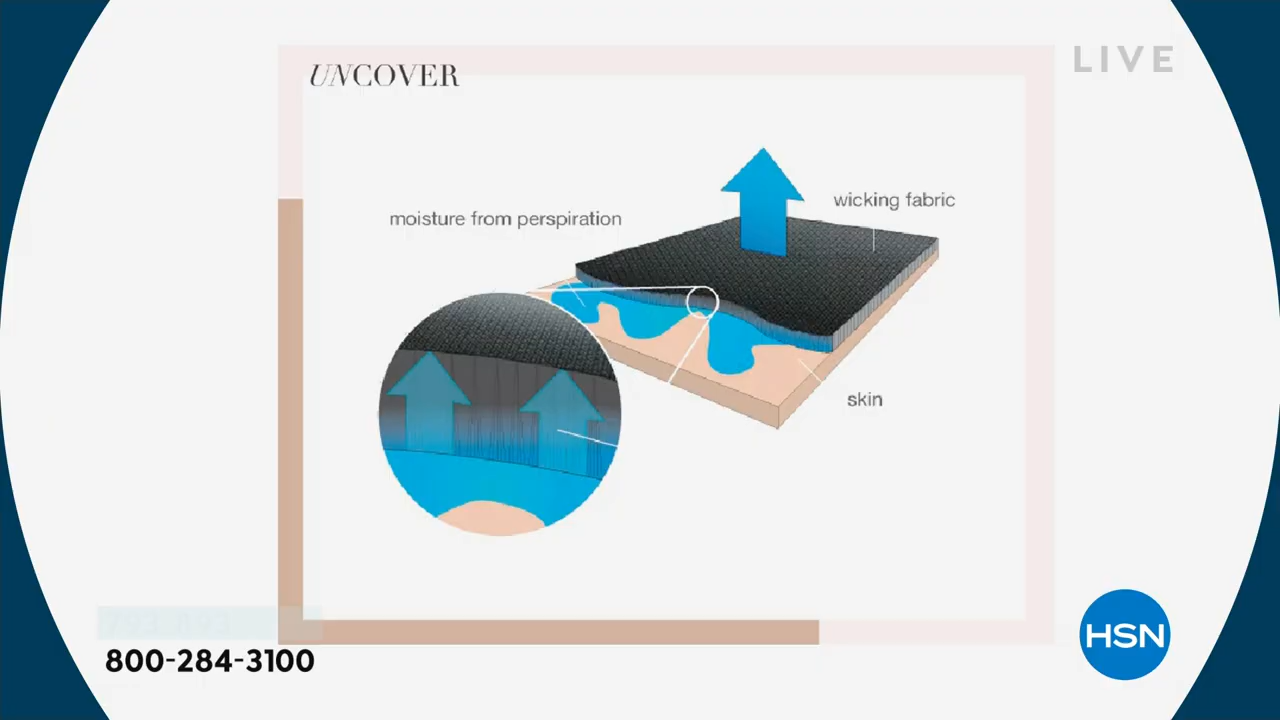 UNCOVER
LIVE
moisture from perspiration
wicking fabric
skin
800-284-3100
HSN